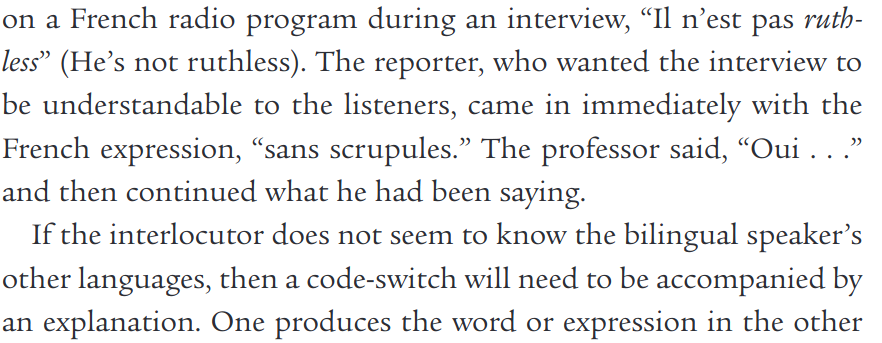 on a French radio program during an interview, “Il n’est pas ruth-
less” (He’s not ruthless). The reporter, who wanted the interview to
be understandable to the listeners, came in immediately with the
French expression, “sans scrupules.” The professor said, “Oui . . .”
and then continued what he had been saying.
If the interlocutor does not seem to know the bilingual speaker’s
other languages, then a code-switch will need to be accompanied by
an explanation. One produces the word or expression in the other